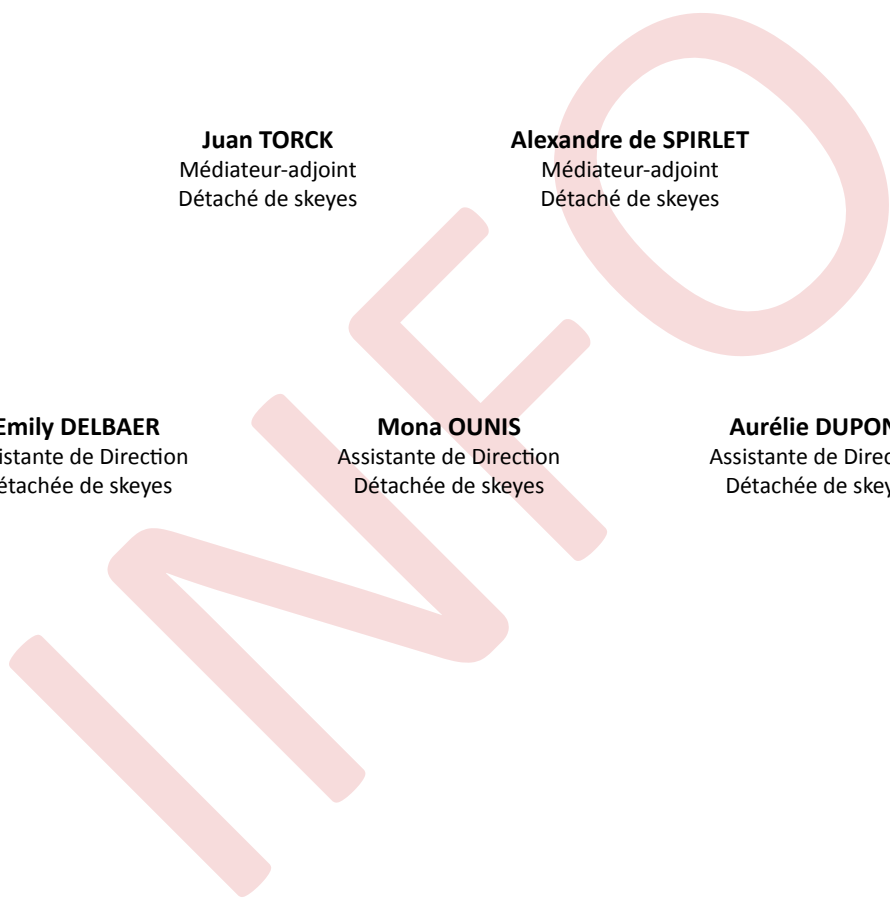 Juan TORCK Alexandre de SPIRLET
Médiateur-adjoint Médiateur-adjoint
Détaché de skeyes Détaché de skeyes
Emily DELBAER Mona OUNIS Aurélie DUPON
istante de Direction Assistante de Direction Assistante de Direc
étachée de skeyes Détachée de skeyes Détachée de skey
INFO